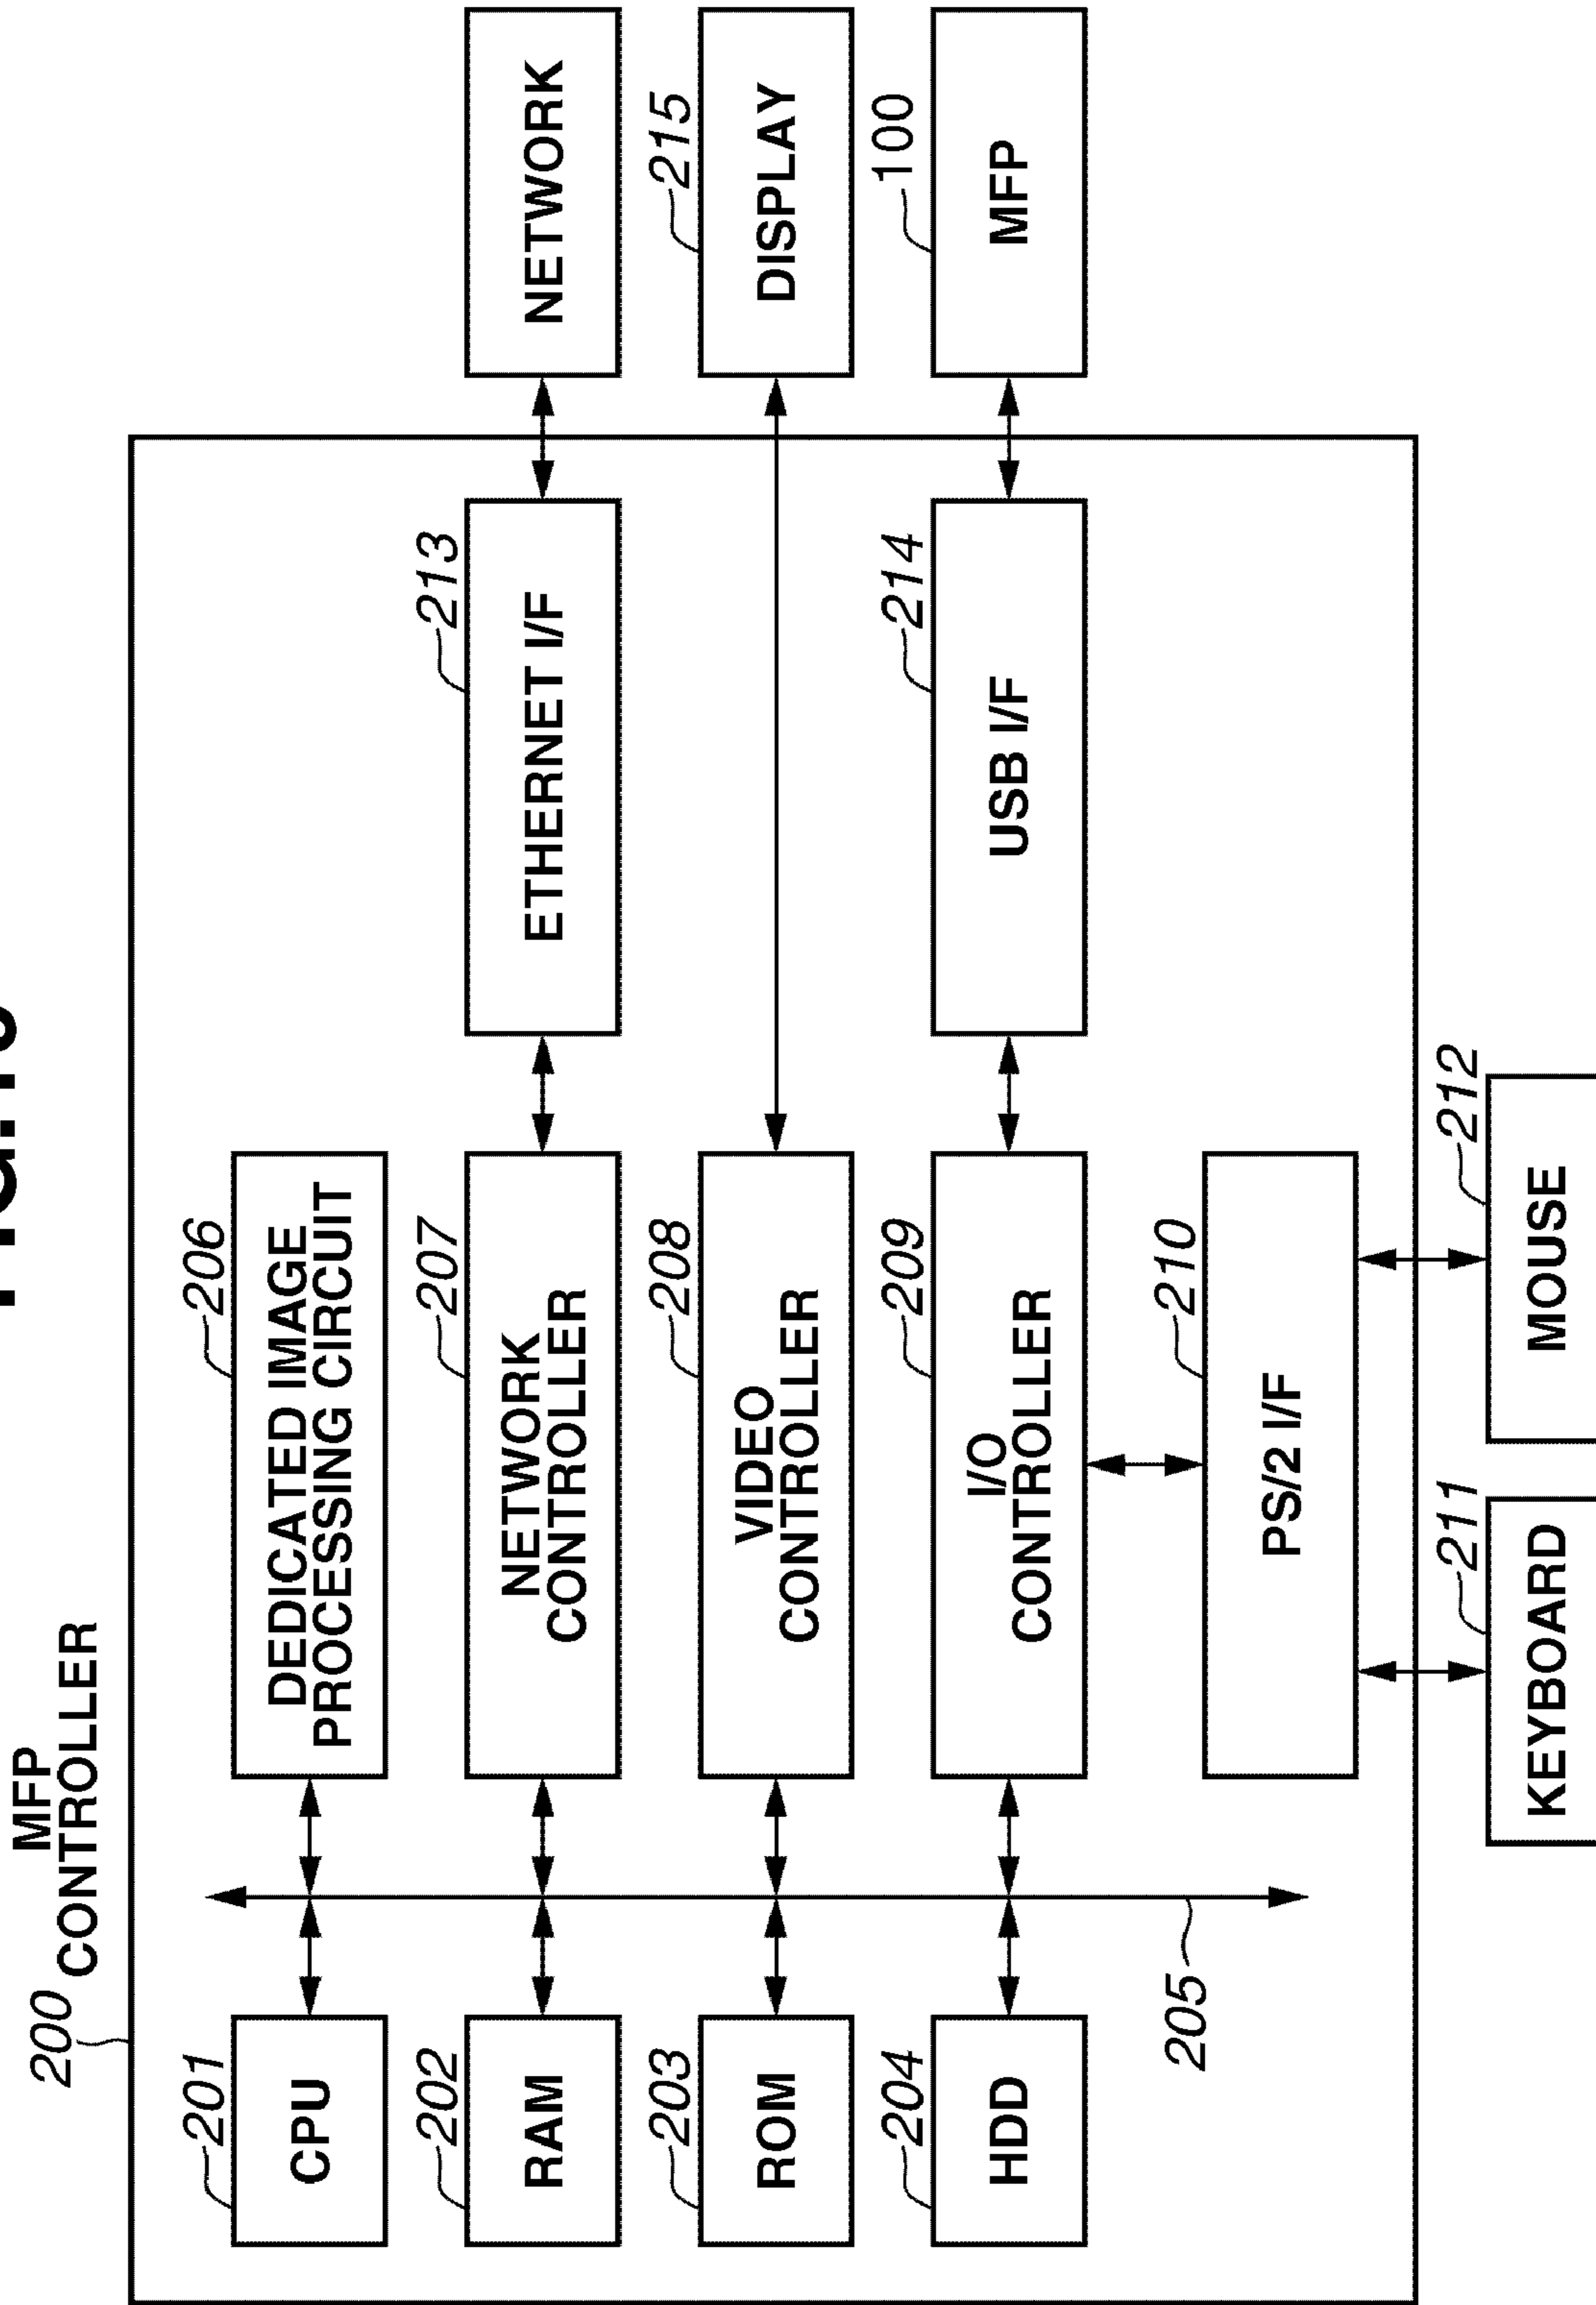 MFP
200 CONTROLLER
201
CPU
206
DEDICATED IMAGE
PROCESSING CIRCUIT
202
RAM
207
NETWORK
CONTROLLER
213
ETHERNET I/F
NETWORK
203
ROM
208
VIDEO
CONTROLLER
215
DISPLAY
204
HDD
209
I/O
CONTROLLER
214
USB I/F
100
MFP
205
210
PS/2 I/F
211
KEYBOARD
212
MOUSE